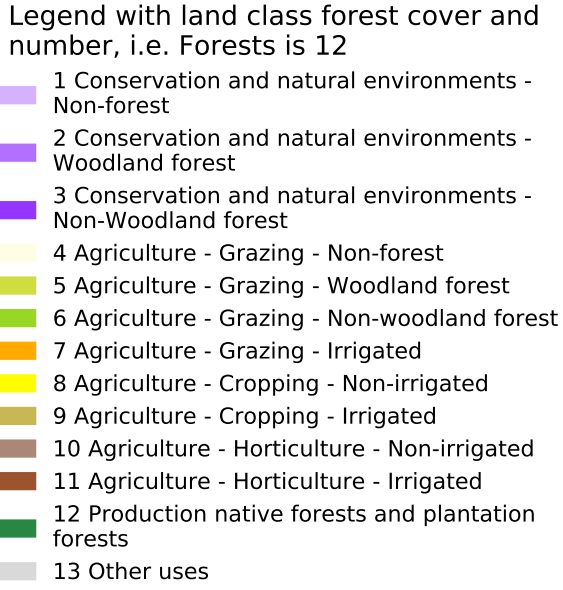 Legend with land class forest cover and
number, i.e. Forests is 12
1 Conservation and natural environments -
Non-forest
2 Conservation and natural environments -
Woodland forest
3 Conservation and natural environments -
Non-Woodland forest
4 Agriculture - Grazing - Non-forest
5 Agriculture - Grazing - Woodland forest
6 Agriculture - Grazing - Non-woodland forest
7 Agriculture - Grazing - Irrigated
8 Agriculture - Cropping - Non-irrigated
9 Agriculture - Cropping - Irrigated
10 Agriculture - Horticulture - Non-irrigated
11 Agriculture - Horticulture - Irrigated
12 Production native forests and plantation
forests
13 Other uses